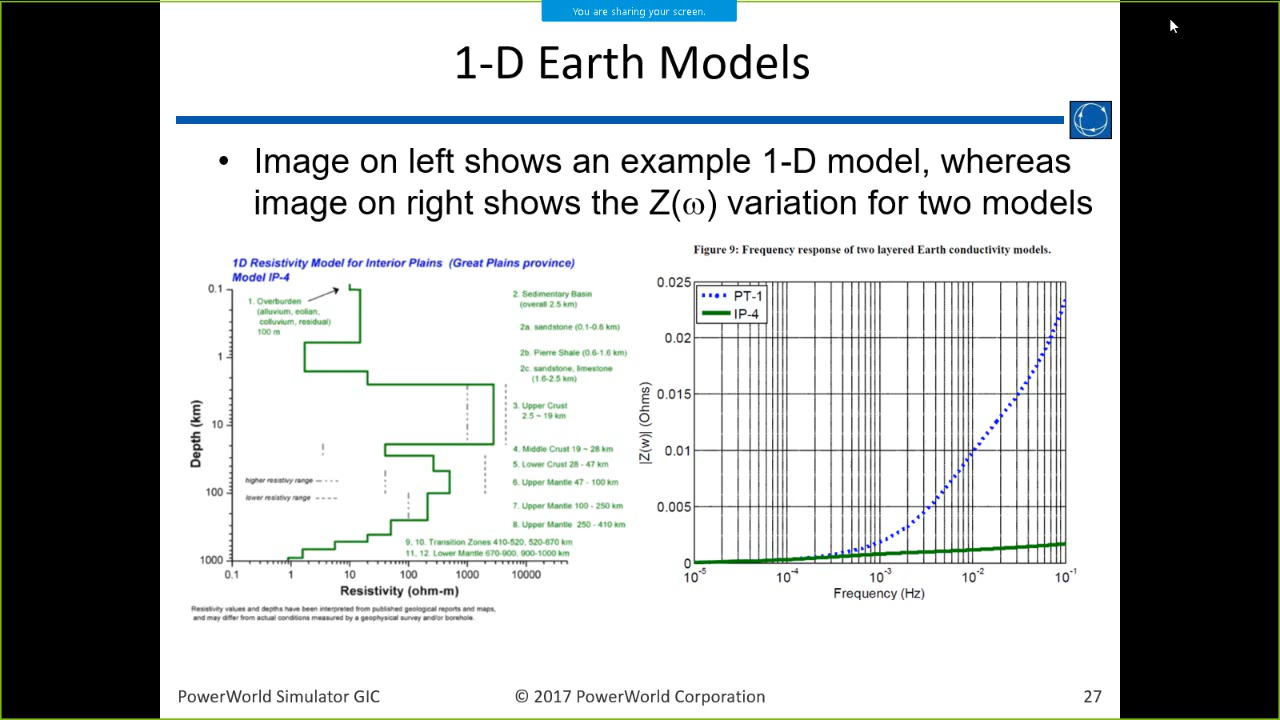 You are sharing your screen.
1-D Earth Models
• Image on left shows an example 1-D model, whereas
image on right shows the Z(ω) variation for two models
1D Resistivity Model for Interior Plains (Great Plains province)
Model IP-4
0.1
1
10
100
1000
Depth (km)
1. Overburden
(alluvium, eolian,
colluvium, residual)
100 m
2. Sedimentary Basin
(overall 2.5 km)
2a. sandstone (0.1-0.6 km)
2b. Pierre Shale (0.6-1.6 km)
2c. sandstone, limestone
(1.6-2.5 km)
3. Upper Crust
2.5 ~ 19 km
4. Middle Crust 19 ~ 28 km
5. Lower Crust 28 - 47 km
6. Upper Mantle 47 - 100 km
7. Upper Mantle 100 - 250 km
8. Upper Mantle 250 - 410 km
9. 10. Transition Zones 410-520, 520-670 km
11, 12. Lower Mantle 670-900, 900-1000 km
higher resistivy range
lower resistivy range
0.1 1 10 100 1000 10000
Resistivity (ohm-m)
Resistivity values and depths have been interpreted from published geological reports and maps,
and may differ from actual conditions measured by a geophysical survey and/or borehole.
Figure 9: Frequency response of two layered Earth conductivity models.
0.025
0.02
0.015
0.01
0.005
0
|Z(w)| (Ohms)
PT-1
IP-4
10-5 10-4 10-3 10-2 10-1
Frequency (Hz)
PowerWorld Simulator GIC © 2017 PowerWorld Corporation 27